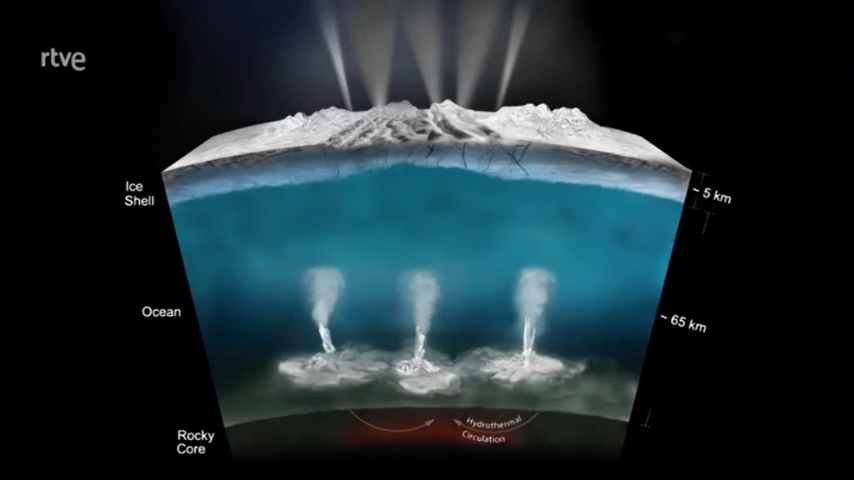 rtve
Ice
Shell
~ 5 km
Ocean
~ 65 km
Hydrothermal
Circulation
Rocky
Core